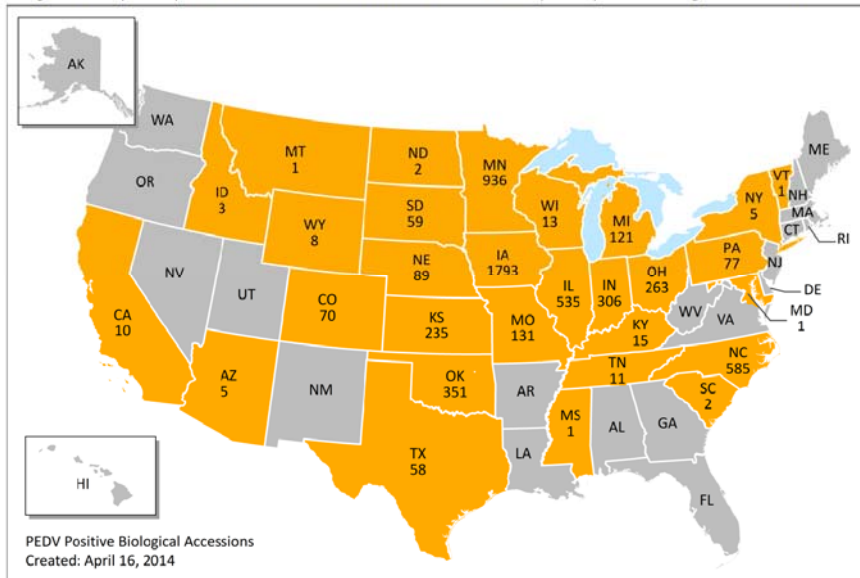 AK
WA
OR
ID
3
MT
1
ND
2
MN
936
WY
8
SD
59
WI
13
MI
121
NY
5
VT
1
ME
NH
MA
CT
RI
NV
UT
CO
70
NE
89
IA
1793
IL
535
IN
306
OH
263
PA
77
NJ
DE
MD
1
CA
10
AZ
5
NM
KS
235
MO
131
KY
15
WV
VA
OK
351
AR
TN
11
NC
585
SC
2
TX
58
LA
MS
1
AL
GA
FL
HI
PEDV Positive Biological Accessions
Created: April 16, 2014